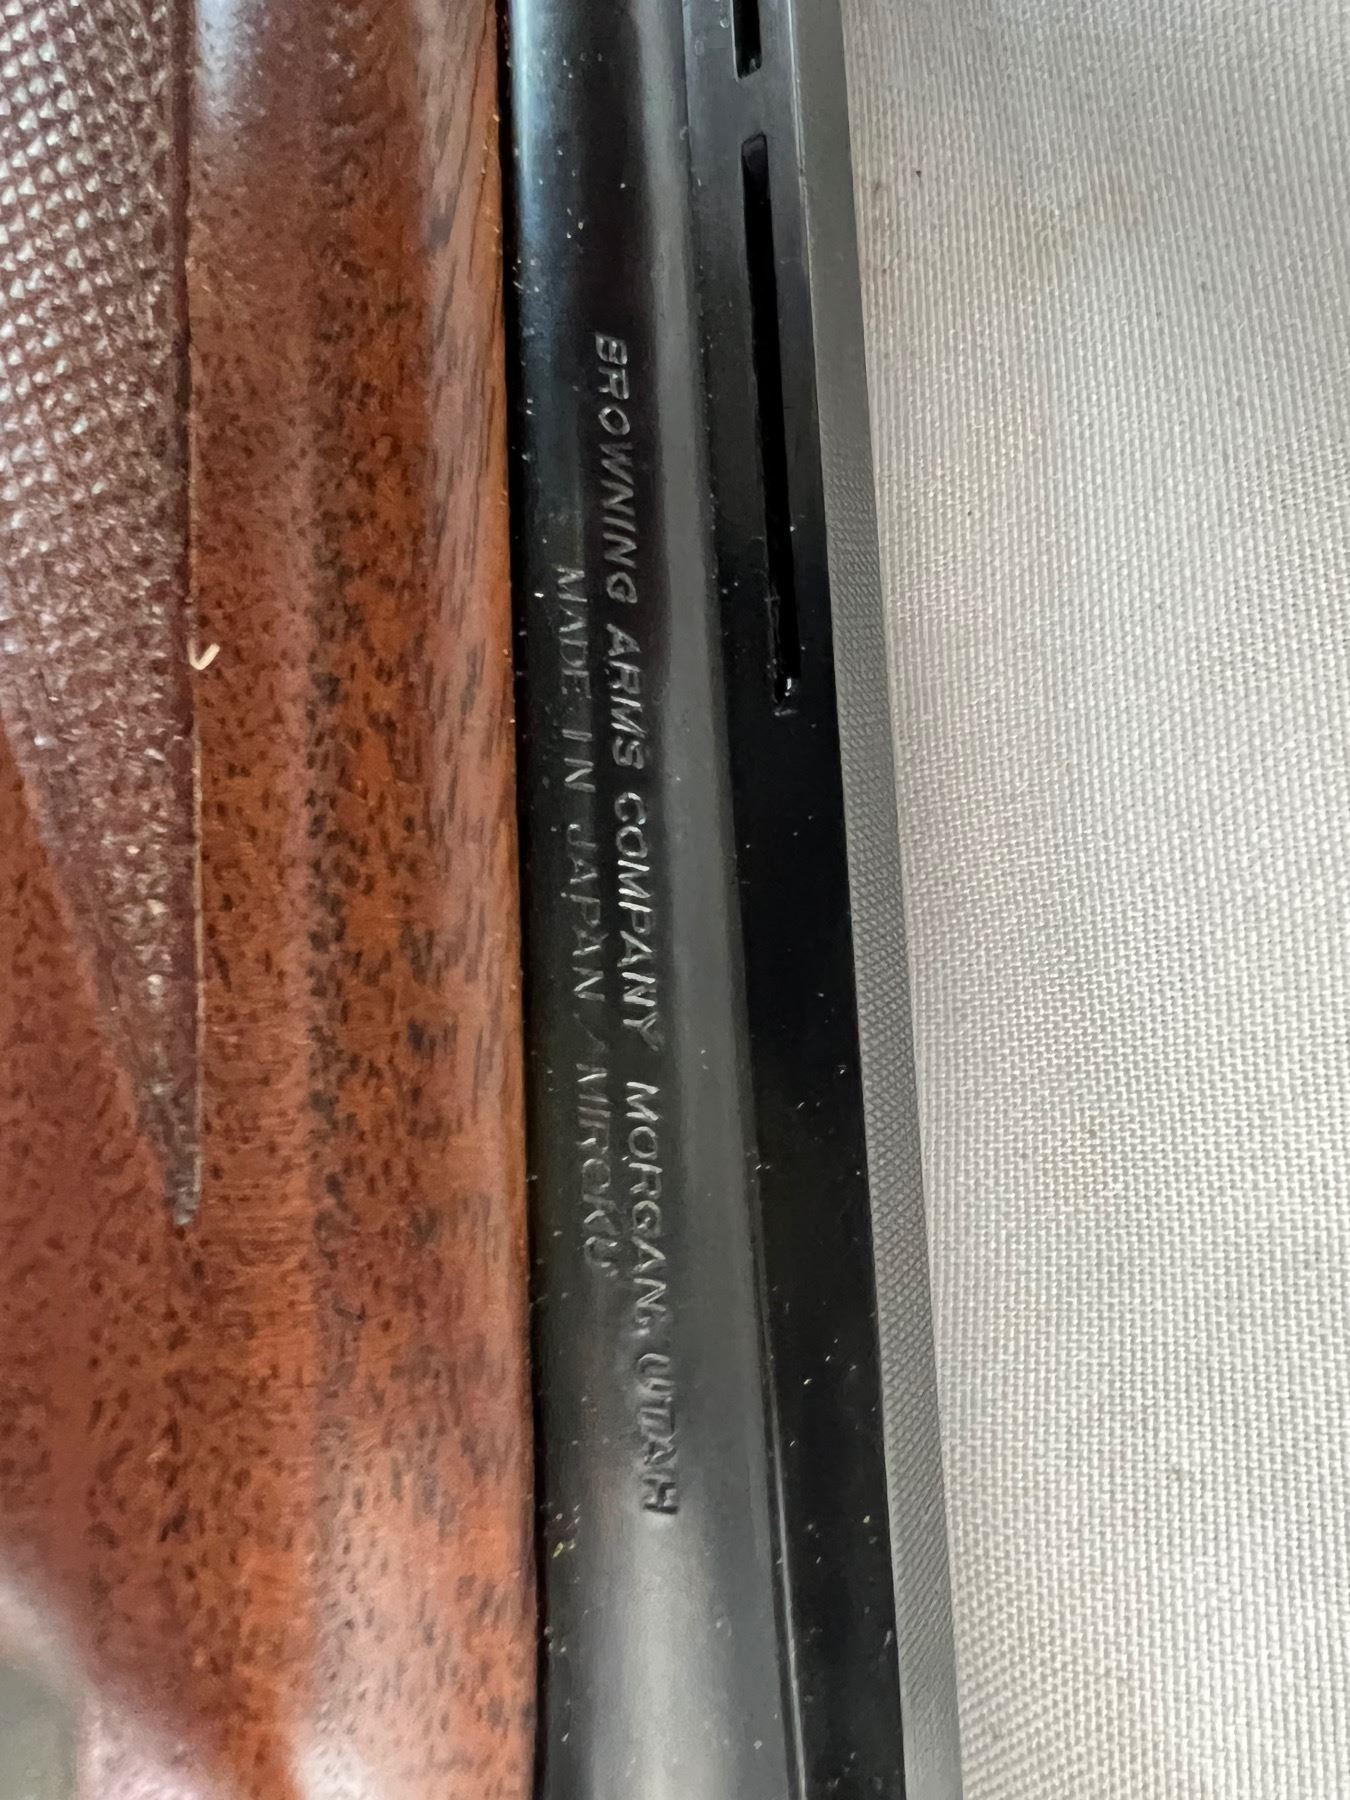 BROWNING ARMS COMPANY MORGAN, UTAH
MADE IN JAPAN / MIROKU